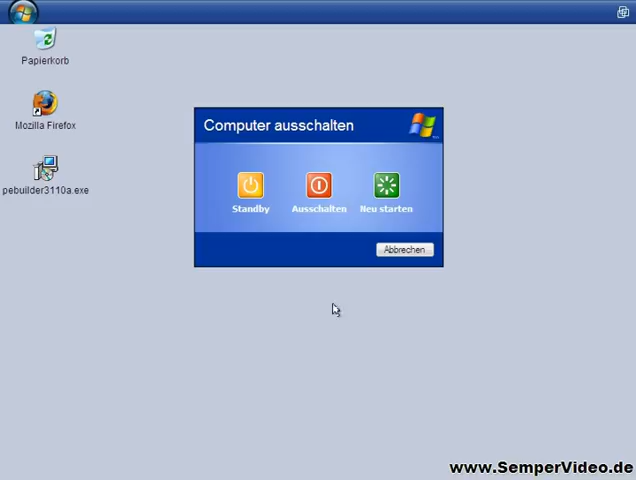 Papierkorb
Mozilla Firefox
pebuilder3110a.exe
Computer ausschalten
Standby
Ausschalten
Neu starten
Abbrechen
www.SemperVideo.de